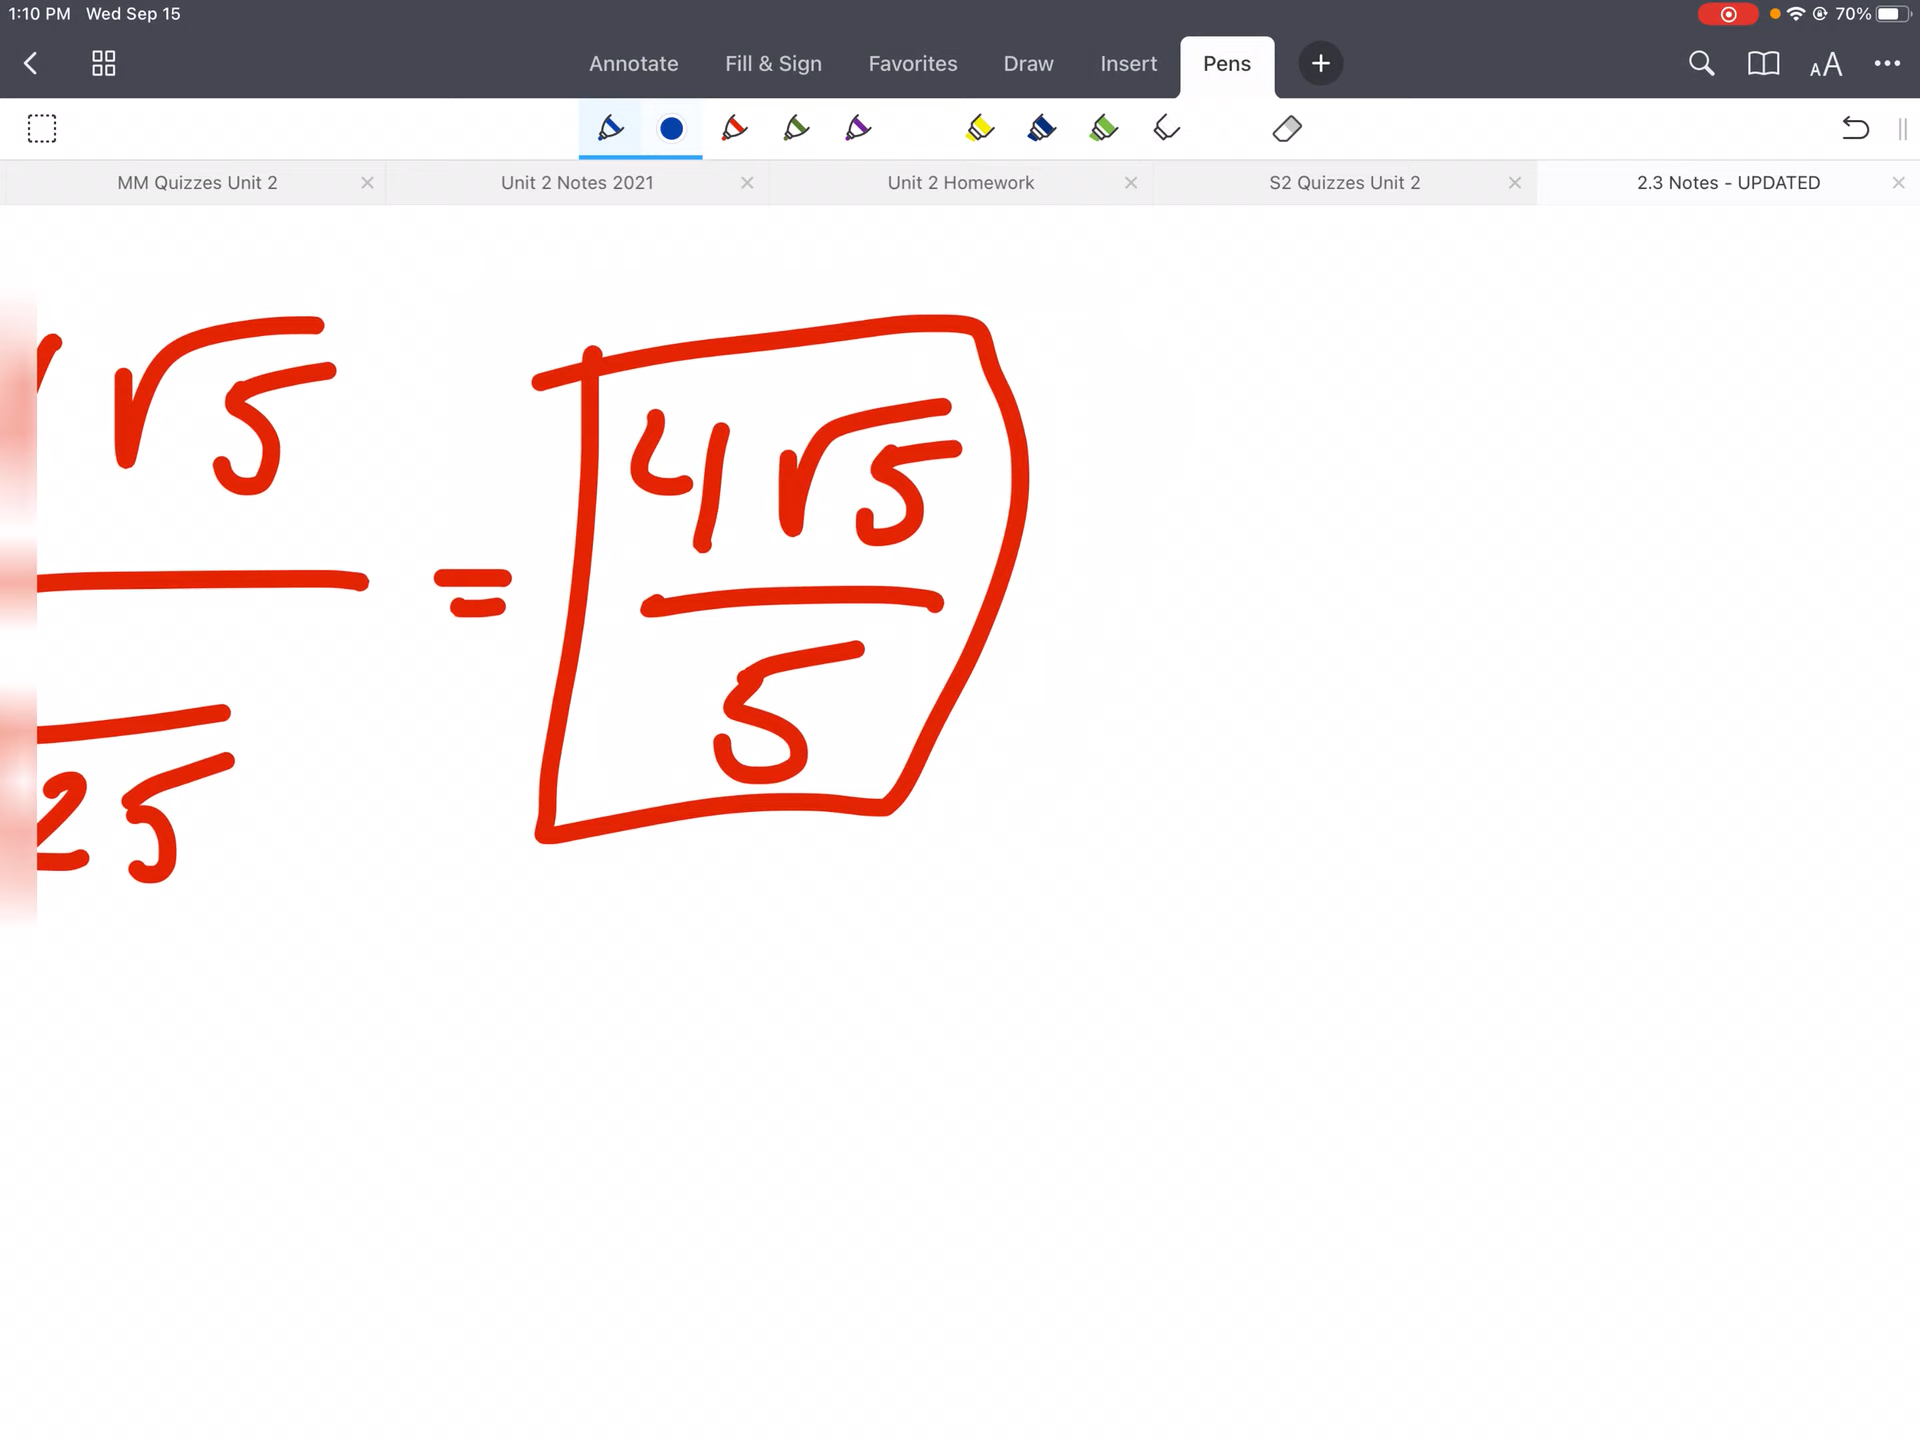 1:10 PM Wed Sep 15 70%
Annotate Fill & Sign Favorites Draw Insert Pens + AA
MM Quizzes Unit 2 Unit 2 Notes 2021 Unit 2 Homework S2 Quizzes Unit 2 2.3 Notes - UPDATED
√5 = 4√5
25 5